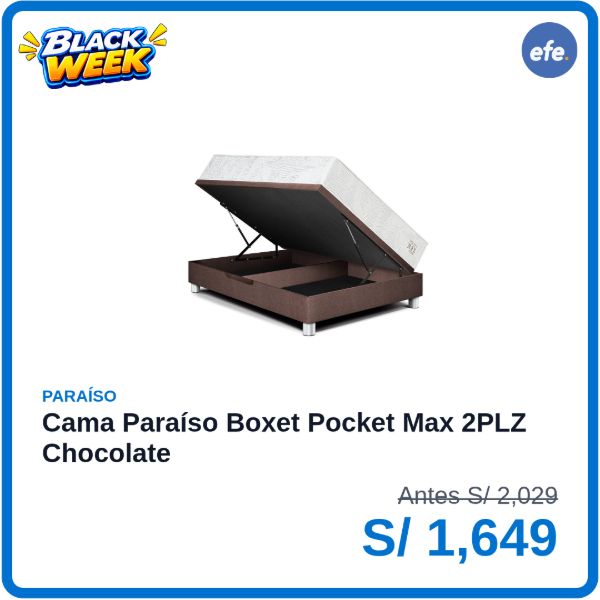 BLACK
WEEK
efe.
PARAÍSO
Cama Paraíso Boxet Pocket Max 2PLZ
Chocolate
Antes S/ 2,029
S/ 1,649